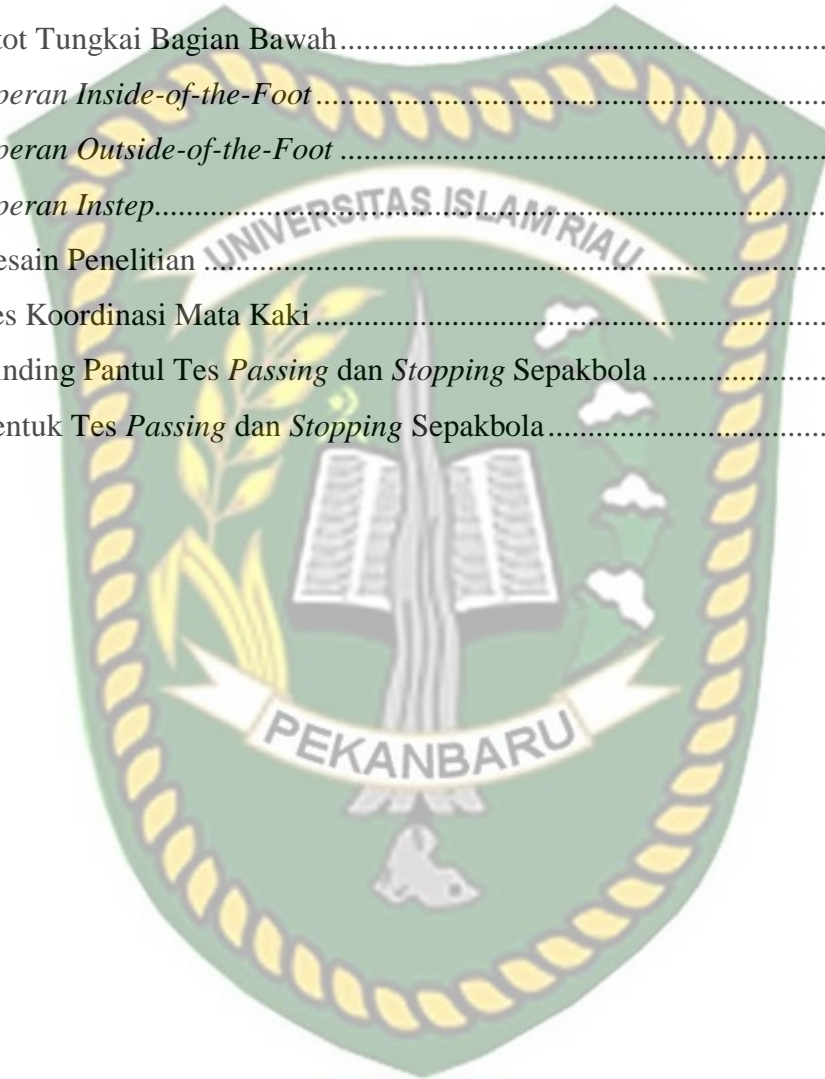 tot Tungkai Bagian Bawah........................................................................
peran Inside-of-the-Foot........................................................................
peran Outside-of-the-Foot ......................................................................
peran Instep....................................................................................
esain Penelitian ...............................................................................
es Koordinasi Mata Kaki.........................................................................
inding Pantul Tes Passing dan Stopping Sepakbola ...............................
entuk Tes Passing dan Stopping Sepakbola...........................................
UNIVERSITAS ISLAM RIAU
PEKANBARU